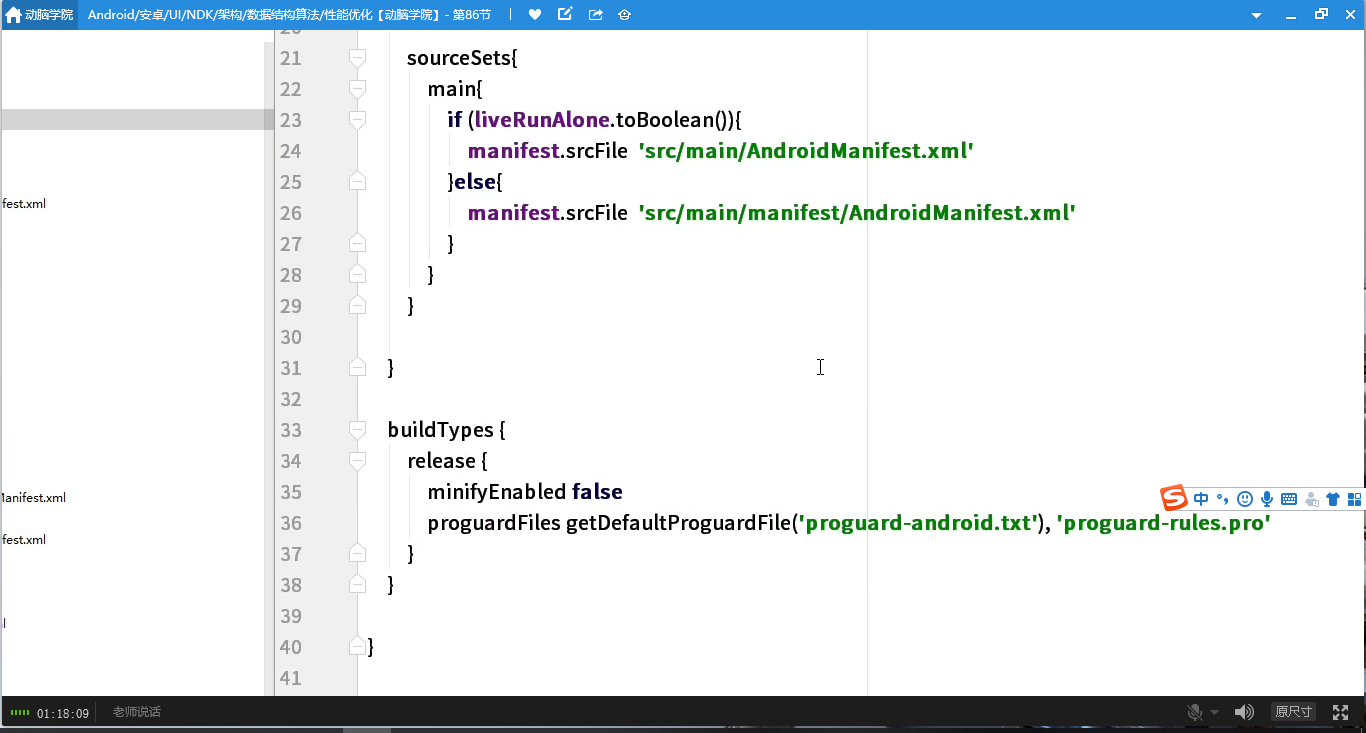 动脑学院 Android/安卓/UI/NDK/架构/数据结构算法/性能优化【动脑学院】- 第86节
21 sourceSets{
22 main{
23 if (liveRunAlone.toBoolean()){
24 manifest.srcFile 'src/main/AndroidManifest.xml'
25 }else{
fest.xml
26 manifest.srcFile 'src/main/manifest/AndroidManifest.xml'
27 }
28 }
29 }
30
31 }
32
33 buildTypes {
34 release {
35 minifyEnabled false
Manifest.xml
中
36 proguardFiles getDefaultProguardFile('proguard-android.txt'), 'proguard-rules.pro'
fest.xml
37 }
38 }
39
40 }
41
01:18:09 老师说话 原尺寸